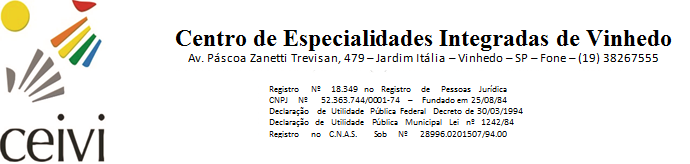 Centro de Especialidades Integradas de Vinhedo
Av. Páscoa Zanetti Trevisan, 479 – Jardim Itália – Vinhedo – SP – Fone – (19) 38267555
Registro Nº 18.349 no Registro de Pessoas Jurídica
CNPJ Nº 52.363.744/0001-74 – Fundado em 25/08/84
Declaração de Utilidade Pública Federal Decreto de 30/03/1994
Declaração de Utilidade Pública Municipal Lei nº 1242/84
Registro no C.N.A.S. Sob Nº 28996.0201507/94.00
ceivi